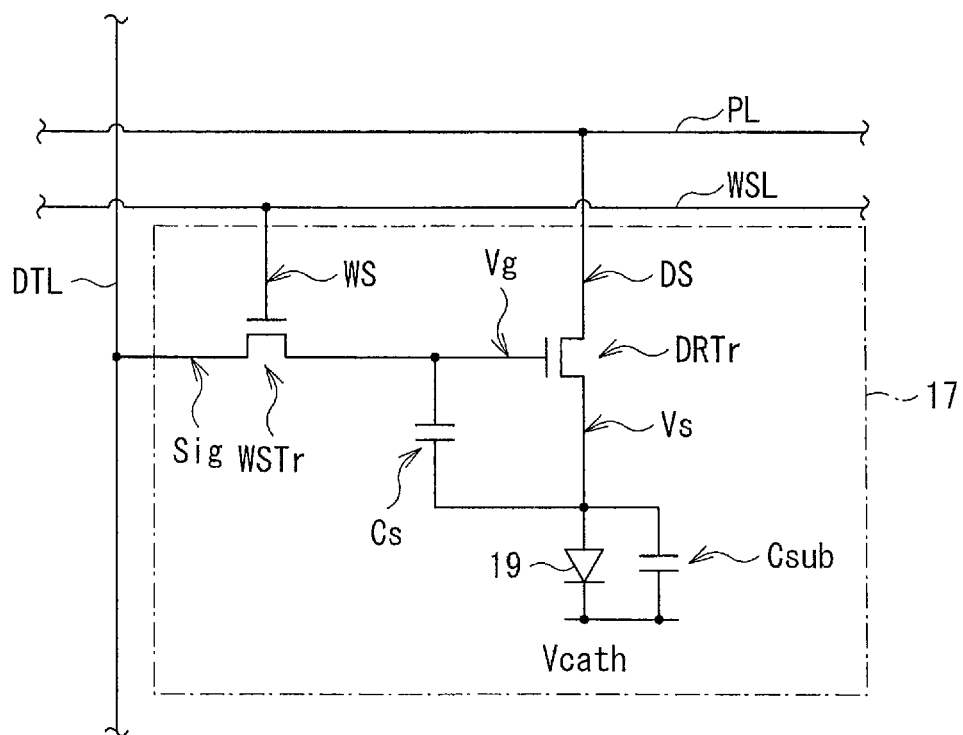 PL
WSL
DTL
WS
Vg
DS
DRTr
17
Sig
WSTr
Vs
Cs
19
Csub
Vcath